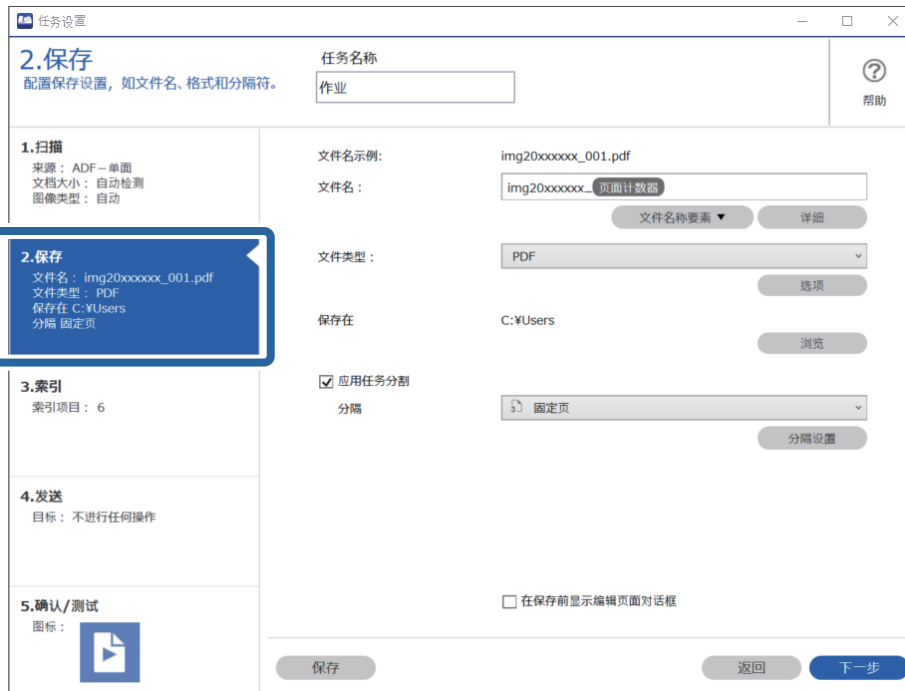 任务设置
2.保存
配置保存设置，如文件名、格式和分隔符。
任务名称
作业
帮助
1.扫描
来源： ADF－单面
文档大小： 自动检测
图像类型： 自动
2.保存
文件名： img20xxxxxx_001.pdf
文件类型： PDF
保存在 C:¥Users
分隔 固定页
3.索引
索引项目： 6
4.发送
目标： 不进行任何操作
5.确认/测试
图标：
文件名示例: img20xxxxxx_001.pdf
文件名： img20xxxxxx_ 页面计数器
文件名称要素 ▼ 详细
文件类型： PDF
选项
保存在 C:¥Users
浏览
应用任务分割
分隔 固定页
分隔设置
在保存前显示编辑页面对话框
保存 返回 下一步